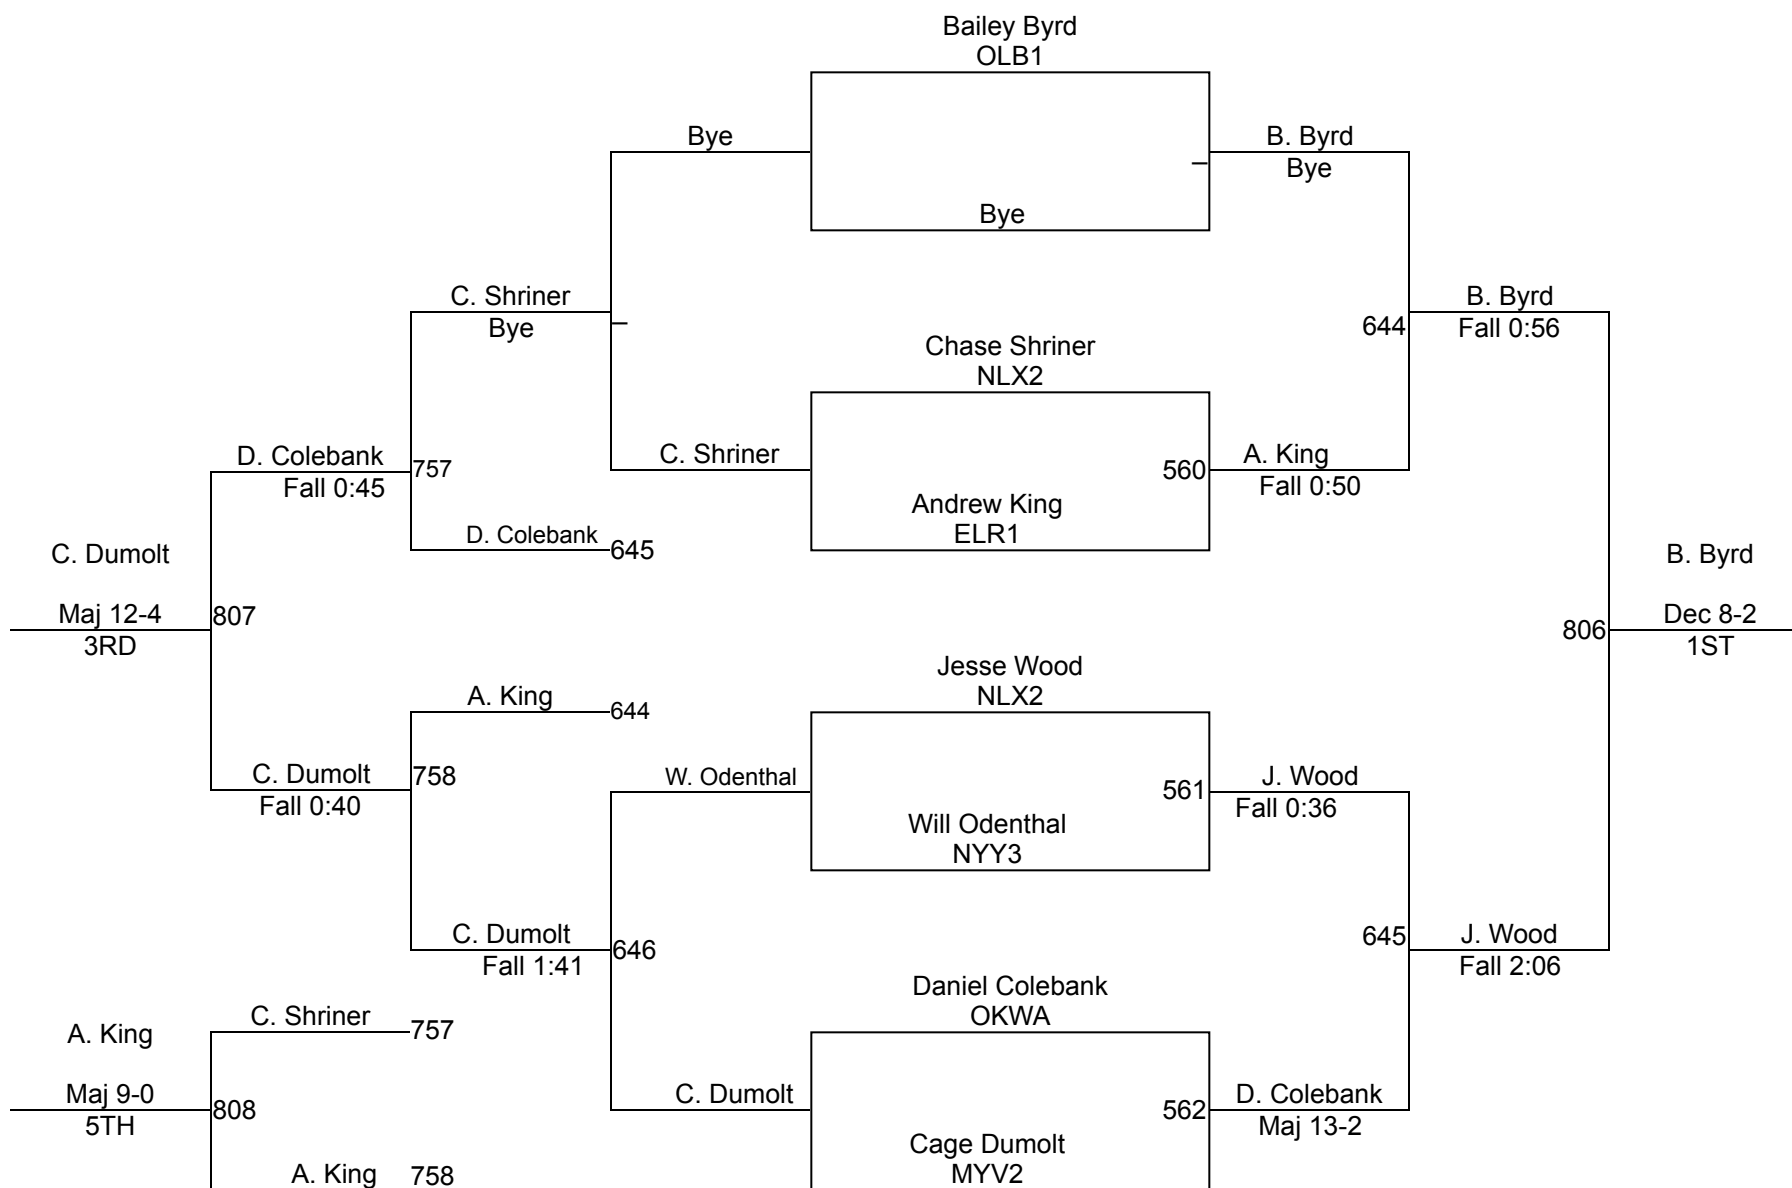 Bailey Byrd
OLB1
Bye
B. Byrd
Bye
Bye
C. Shriner
Bye
B. Byrd
Fall 0:56
644
Chase Shriner
NLX2
D. Colebank
Fall 0:45
757
C. Shriner
560
A. King
Fall 0:50
Andrew King
ELR1
D. Colebank
645
C. Dumolt
Maj 12-4
3RD
807
B. Byrd
Dec 8-2
1ST
806
Jesse Wood
NLX2
A. King
644
C. Dumolt
Fall 0:40
758
W. Odenthal
561
J. Wood
Fall 0:36
Will Odenthal
NYY3
C. Dumolt
Fall 1:41
646
645
J. Wood
Fall 2:06
Daniel Colebank
OKWA
C. Shriner
757
A. King
Maj 9-0
5TH
808
C. Dumolt
562
D. Colebank
Maj 13-2
Cage Dumolt
MYV2
A. King
758